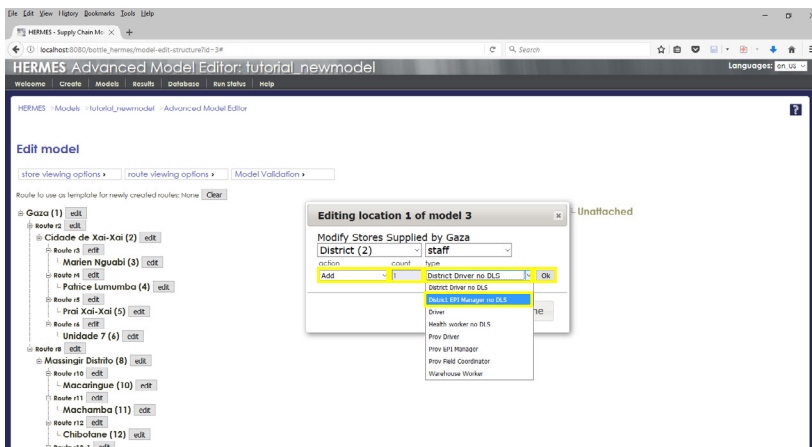 File Edit View History Bookmarks Tools Help
HERMES - Supply Chain Mo
localhost:8080/bottle_hermes/model-edit-structure?id=3#
Search
HERMES Advanced Model Editor: tutorial_newmodel
Languages: en_US
Welcome Create Models Results Database Run Status Help
HERMES >Models >tutorial_newmodel >Advanced Model Editor
?
Edit model
store viewing options
route viewing options
Model Validation
Route to use as template for newly created routes: None Clear
Gaza (1) edit
Route r2 edit
Cidade de Xai-Xai (2) edit
Route r3 edit
Marien Nguabi (3) edit
Route r4 edit
Patrice Lumumba (4) edit
Route r5 edit
Prai Xai-Xai (5) edit
Route r6 edit
Unidade 7 (6) edit
Route r8 edit
Massingir Distrito (8) edit
Route r10 edit
Macaringue (10) edit
Route r11 edit
Machamba (11) edit
Route r12 edit
Chibotane (12) edit
Unattached
Editing location 1 of model 3
Modify Stores Supplied by Gaza
District (2) staff
action count type
Add 1 District Driver no DLS Ok
District Driver no DLS
District EPI Manager no DLS
Driver
Health worker no DLS
Prov Driver
Prov EPI Manager
Prov Field Coordinator
Warehouse Worker